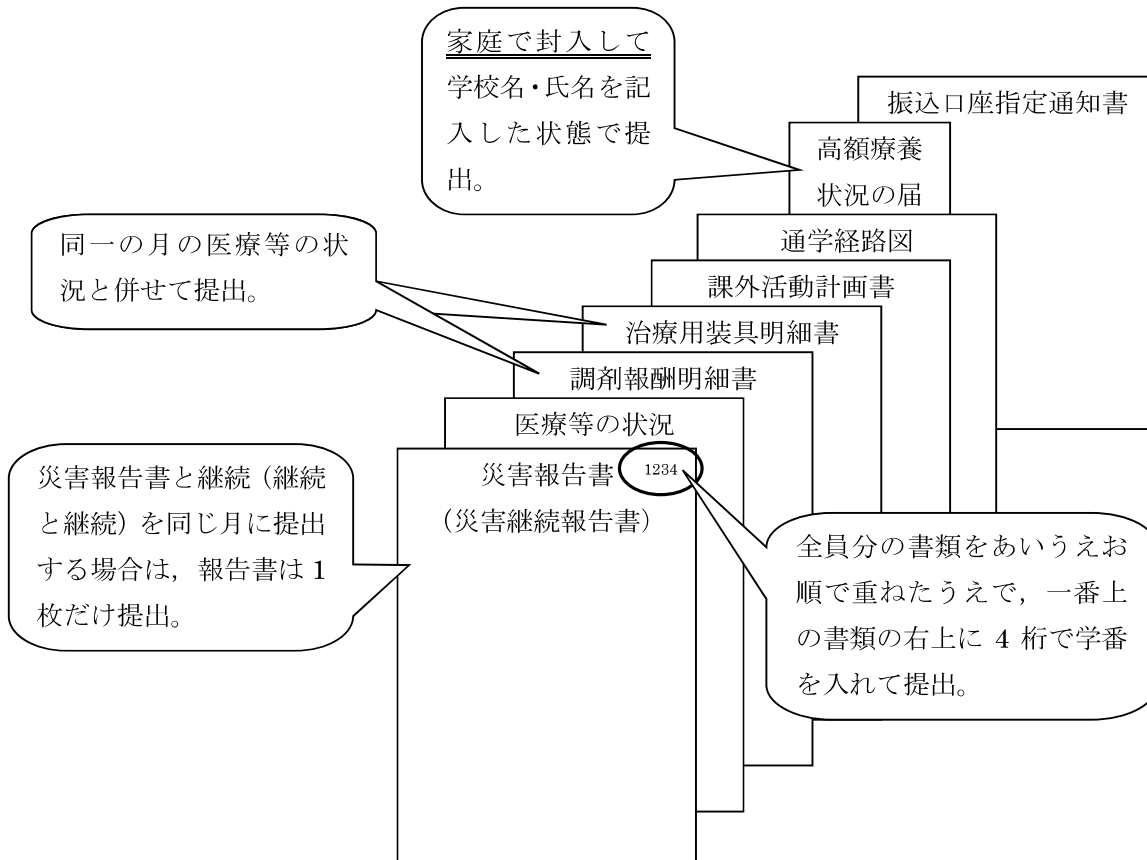 家庭で封入して
学校名・氏名を記
入した状態で提
出。
振込口座指定通知書
高額療養
状況の届
通学経路図
同一の月の医療等の状
況と併せて提出。
課外活動計画書
治療用装具明細書
調剤報酬明細書
医療等の状況
災害報告書
1234
（災害継続報告書）
災害報告書と継続（継続
と継続）を同じ月に提出
する場合は，報告書は 1
枚だけ提出。
全員分の書類をあいうえお
順で重ねたうえで，一番上
の書類の右上に 4 桁で学番
を入れて提出。